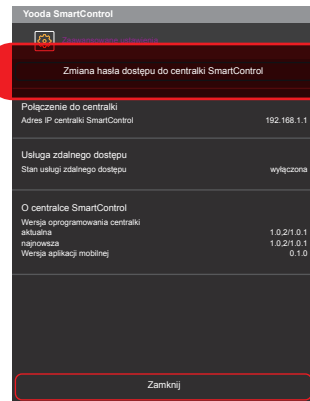 Yooda SmartControl
Zmiana hasła dostępu do centralki SmartControl
Połączenie do centralki
Adres IP centralki SmartControl 192.168.1.1
Usługa zdalnego dostępu
Stan usługi zdalnego dostępu wyłączona
O centralce SmartControl
Wersja oprogramowania centralki
aktualna 1.0,2/1.0.1
najnowsza 1.0,2/1.0.1
Wersja aplikacji mobilnej 0.1.0
Zamknij